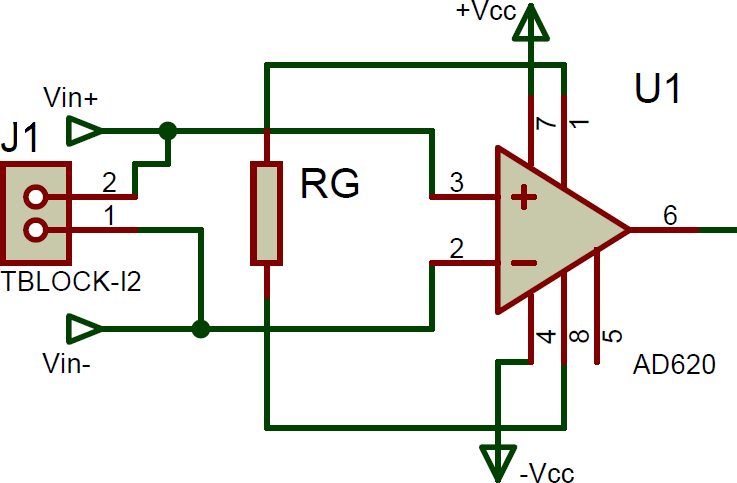 +Vcc
U1
Vin+
J1
7
1
2
RG
3
1
6
2
TBLOCK-I2
4
8
5
Vin-
AD620
-Vcc